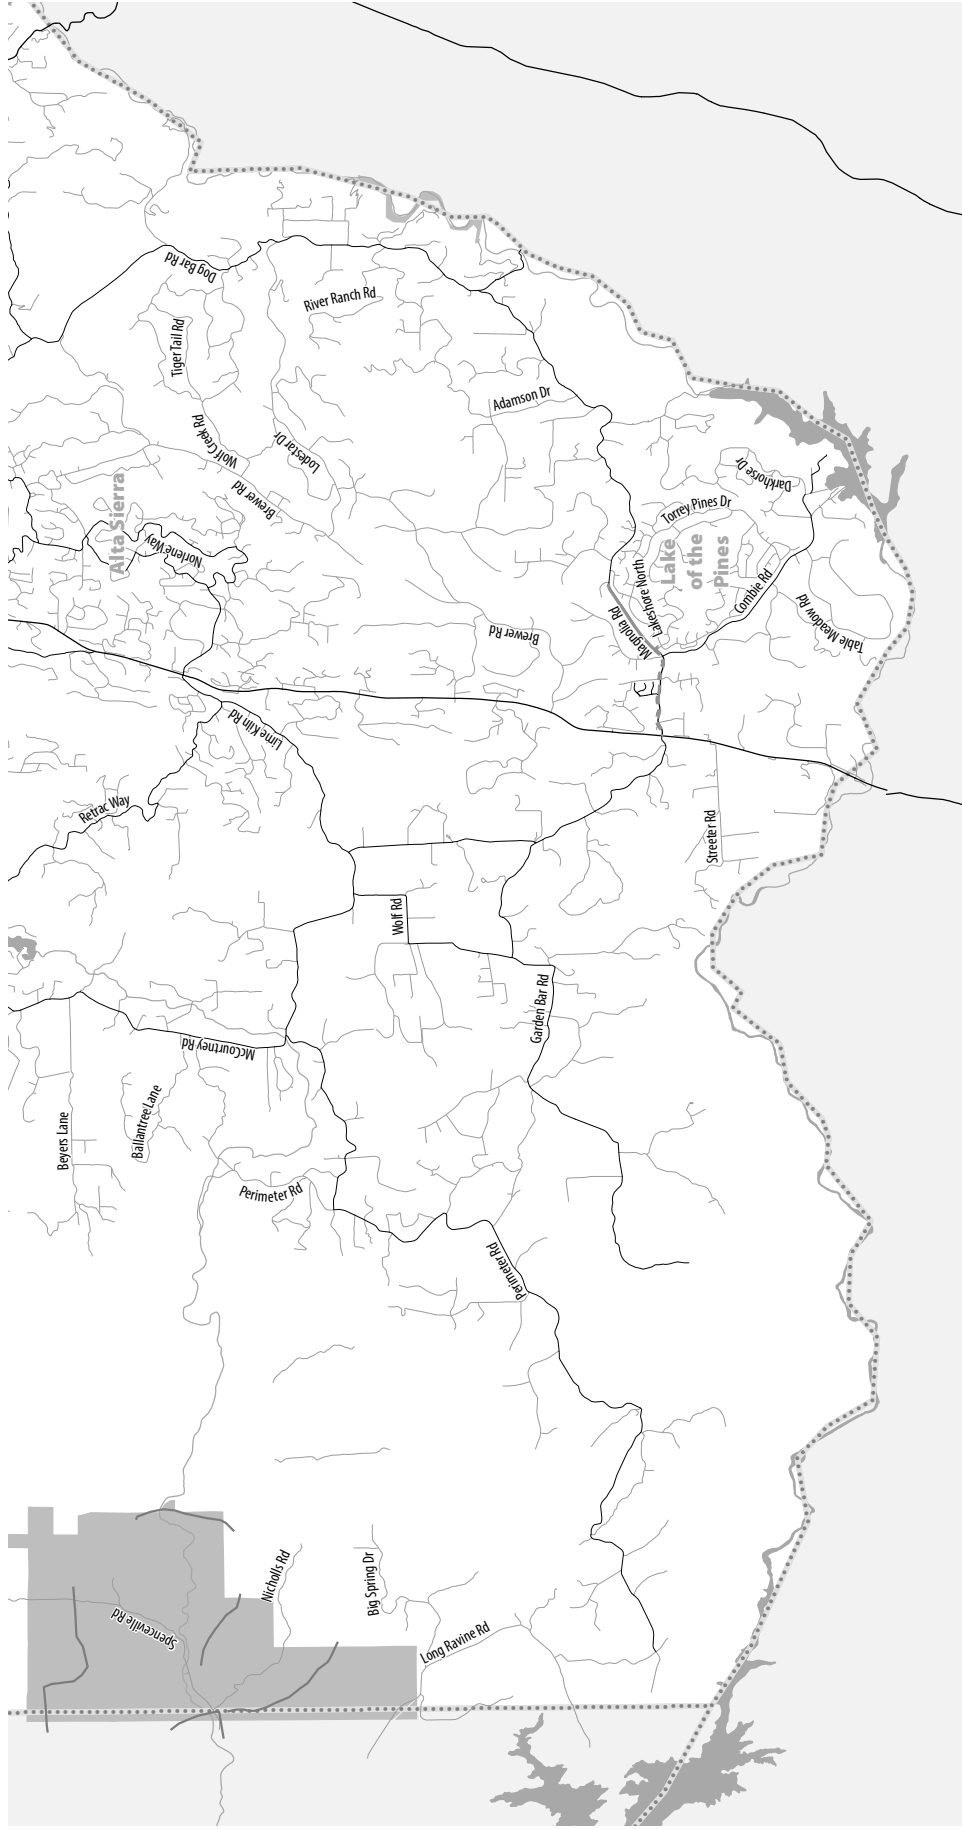 Dog Bar Rd
River Ranch Rd
Tiger Tail Rd
Adamson Dr
Wolf Creek Rd
Lodestar Dr
Brewer Rd
Darkhorse Dr
Torrey Pines Dr
Alta Sierra
Norlene Way
Lake
of the
Pines
Lakeshore North
Magnolia Rd
Combie Rd
Table Meadow Rd
Brewer Rd
Lime Kiln Rd
Retrac Way
Streeter Rd
Wolf Rd
Garden Bar Rd
McCourtney Rd
Beyers Lane
Ballantree Lane
Perimeter Rd
Perimeter Rd
Nicholls Rd
Big Spring Dr
Spenceville Rd
Long Ravine Rd